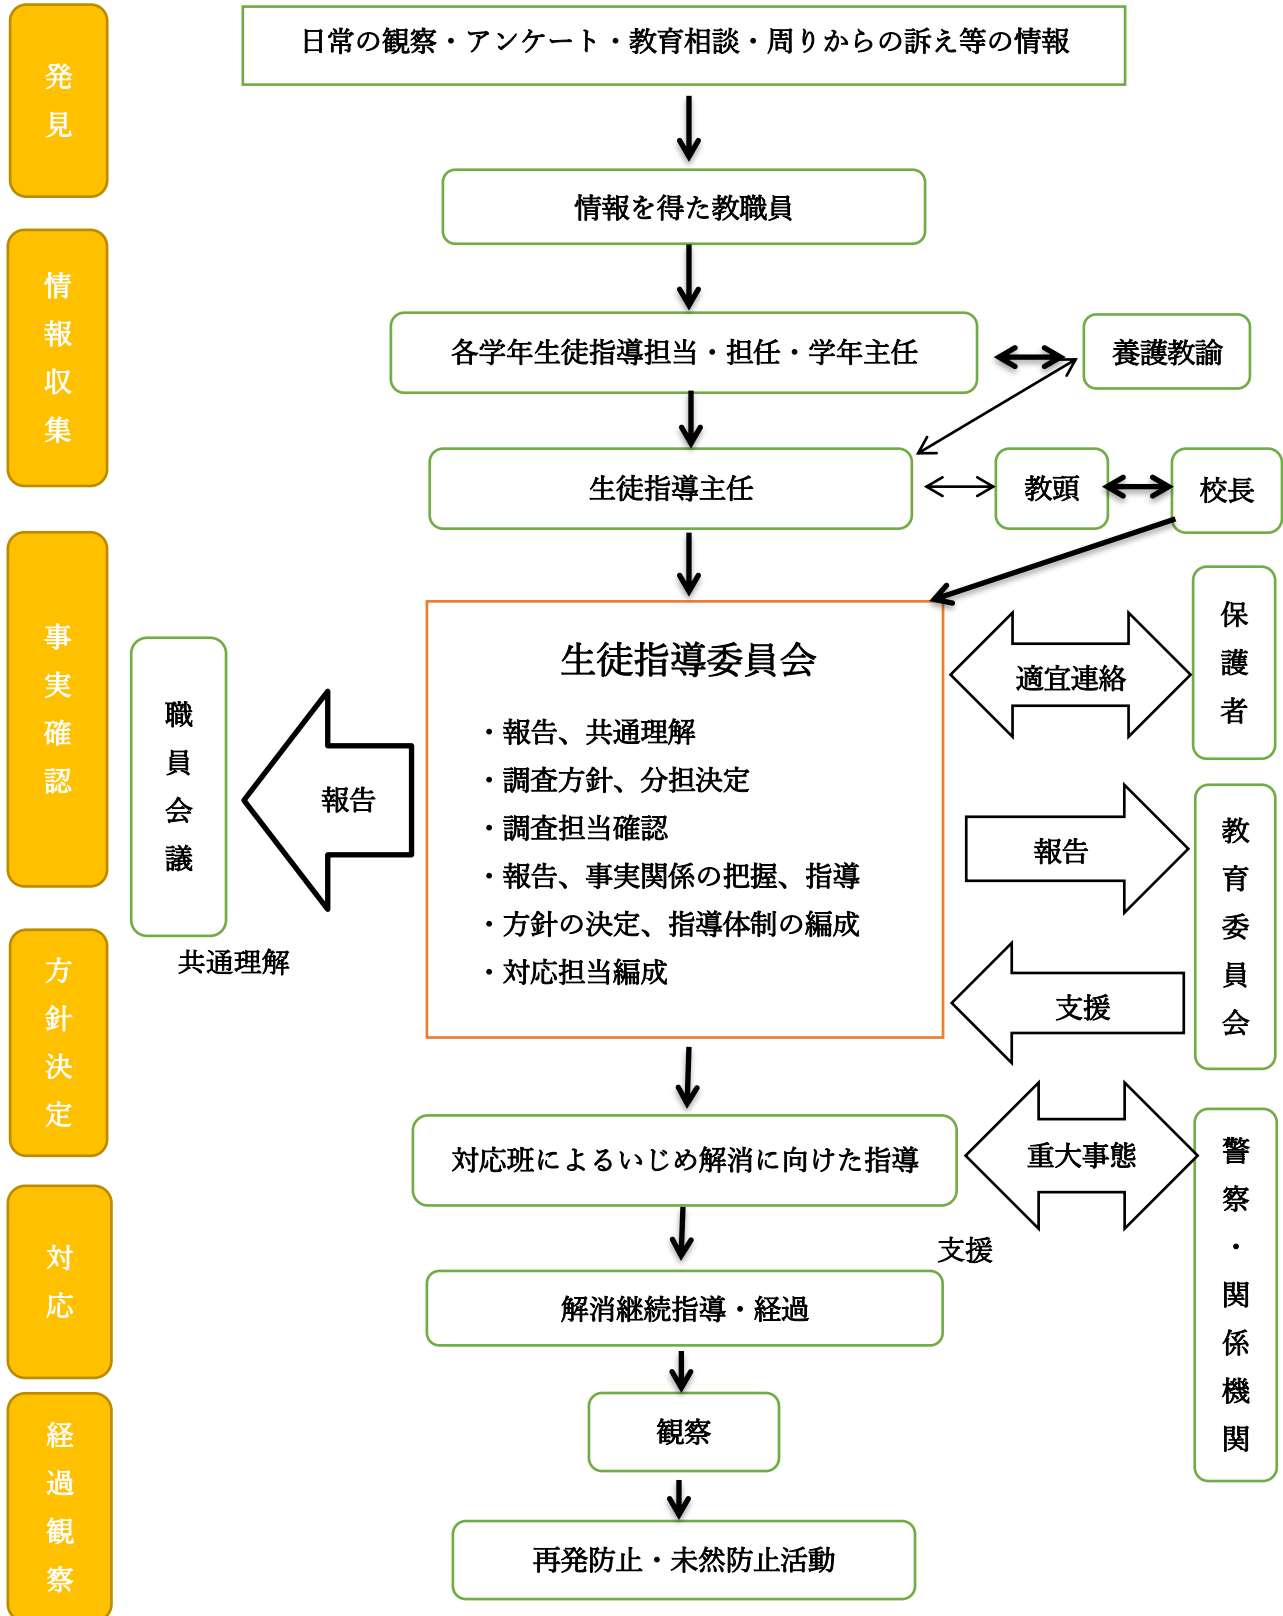 発見
日常の観察・アンケート・教育相談・周りからの訴え等の情報
情報を得た教職員
情報収集
各学年生徒指導担当・担任・学年主任
養護教諭
生徒指導主任
教頭
校長
事実確認
職員会議
報告
共通理解
生徒指導委員会
・報告、共通理解
・調査方針、分担決定
・調査担当確認
・報告、事実関係の把握、指導
・方針の決定、指導体制の編成
・対応担当編成
適宜連絡
保護者
報告
支援
教育委員会
方針決定
対応班によるいじめ解消に向けた指導
重大事態
支援
警察・関係機関
対応
解消継続指導・経過
経過観察
観察
再発防止・未然防止活動